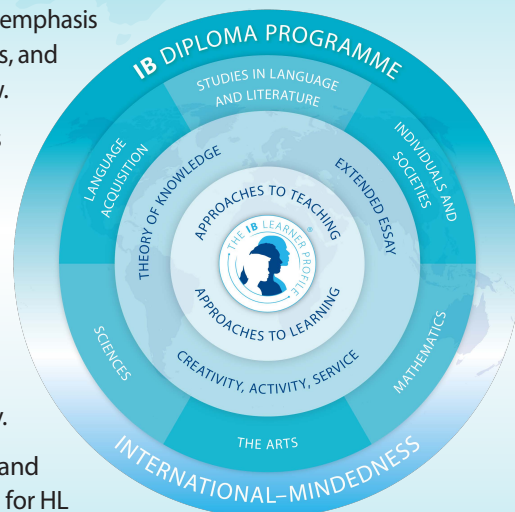 emphasis
s, and
y.
s
y.
and
for HL
IB DIPLOMA PROGRAMME
STUDIES IN LANGUAGE
AND LITERATURE
LANGUAGE
ACQUISITION
INDIVIDUALS AND
SOCIETIES
THEORY OF KNOWLEDGE
EXTENDED ESSAY
APPROACHES TO TEACHING
THE IB LEARNER PROFILE
®
APPROACHES TO LEARNING
CREATIVITY, ACTIVITY, SERVICE
SCIENCES
MATHEMATICS
THE ARTS
INTERNATIONAL–MINDEDNESS